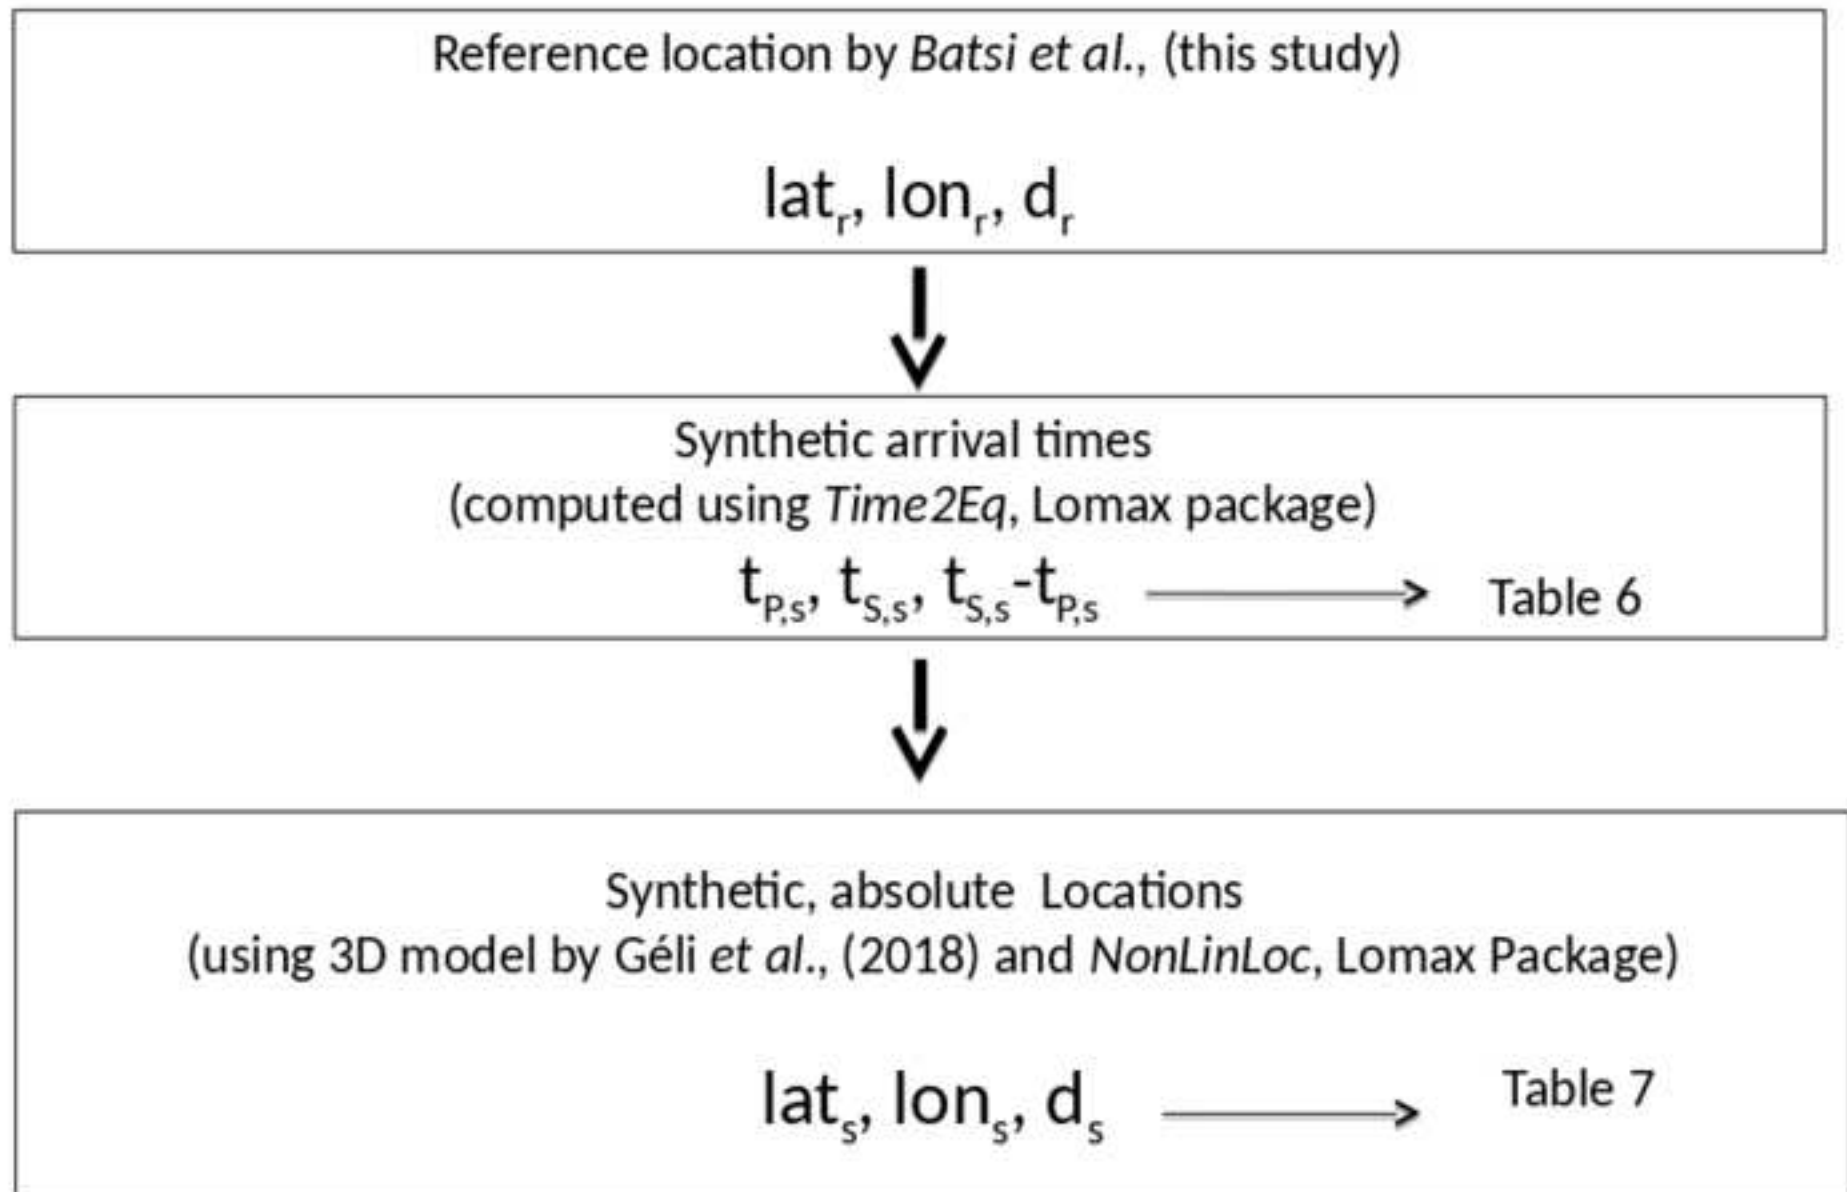 Reference location by Batsi et al., (this study)
lat_r, lon_r, d_r
Synthetic arrival times
(computed using Time2Eq, Lomax package)
t_P,s, t_S,s, t_S,s-t_P,s
Table 6
Synthetic, absolute Locations
(using 3D model by Géli et al., (2018) and NonLinLoc, Lomax Package)
lat_s, lon_s, d_s
Table 7